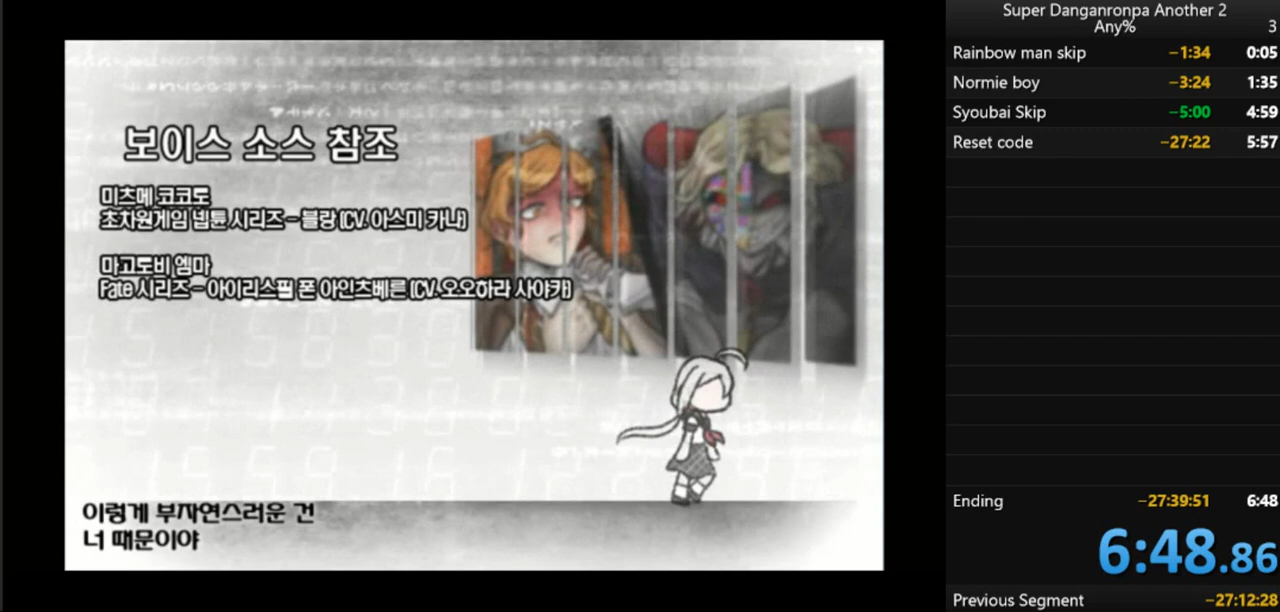 보이스 소스 참조
미츠메 코코로
초차원게임 넵튠 시리즈 - 블랑 (CV. 아스미 카나)
마고도비 엠마
Fate 시리즈 - 아이리스필 폰 아인츠베른 (CV. 오오하라 사야카)
이렇게 부자연스러운 건
너 때문이야
Super Danganronpa Another 2
Any% 3
Rainbow man skip −1:34 0:05
Normie boy −3:24 1:35
Syoubai Skip −5:00 4:59
Reset code −27:22 5:57
Ending −27:39:51 6:48
6:48.86
Previous Segment −27:12:28